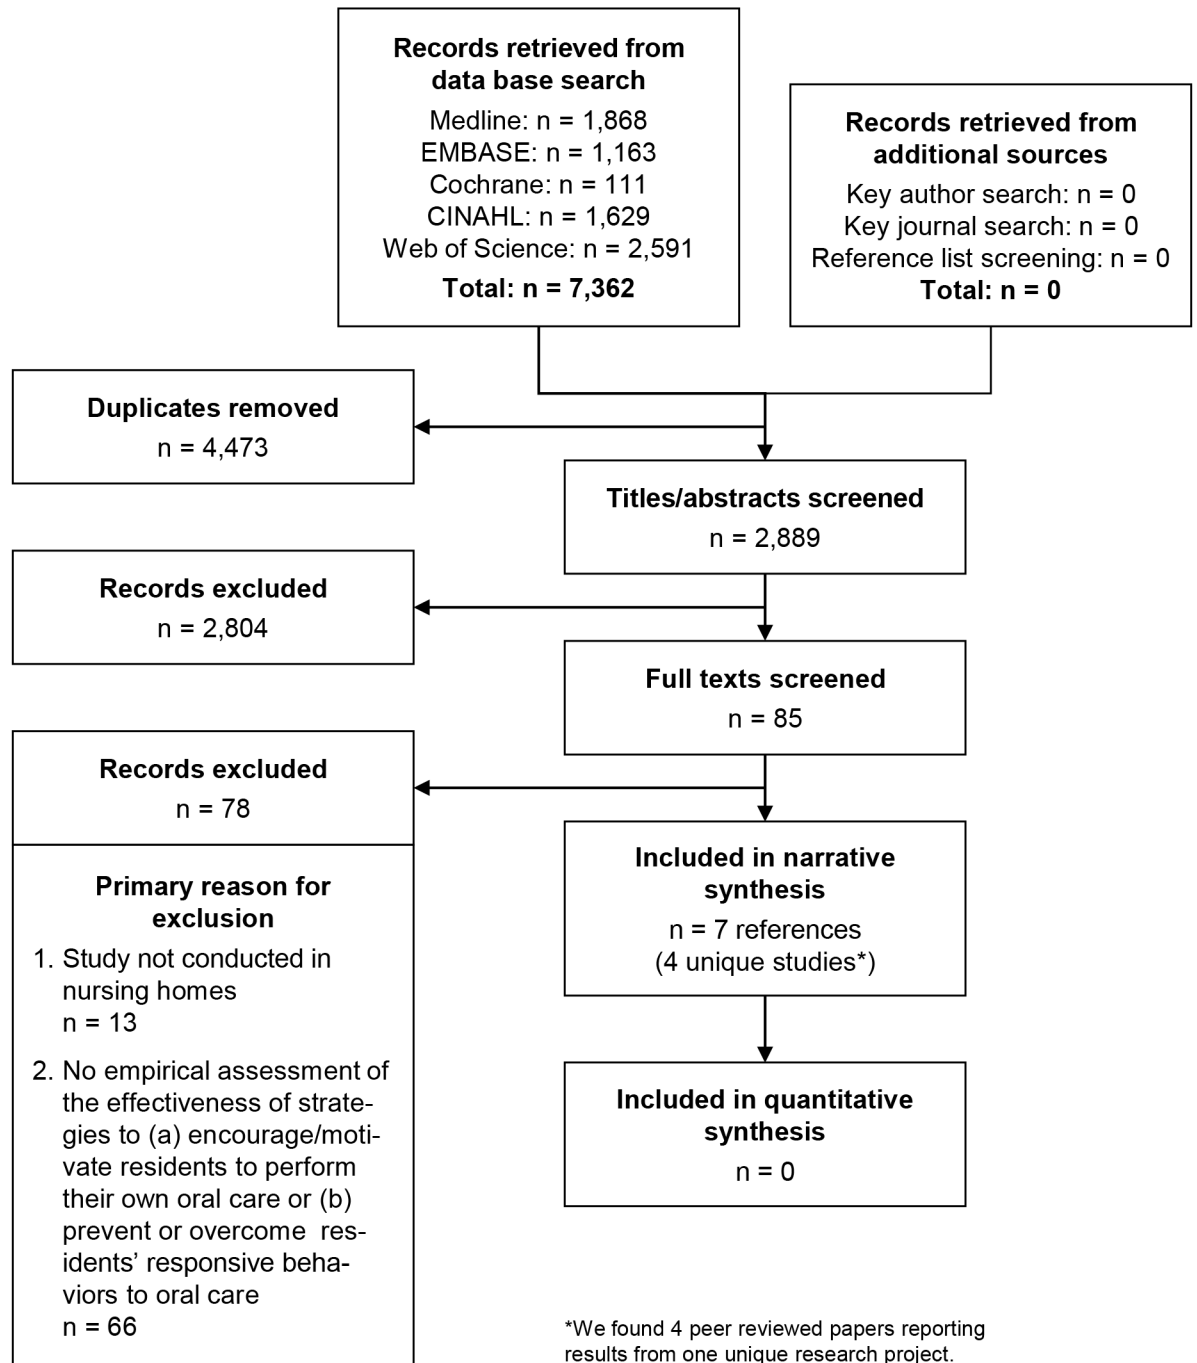 Records retrieved from
data base search
Medline: n = 1,868
EMBASE: n = 1,163
Cochrane: n = 111
CINAHL: n = 1,629
Web of Science: n = 2,591
Total: n = 7,362
Records retrieved from
additional sources
Key author search: n = 0
Key journal search: n = 0
Reference list screening: n = 0
Total: n = 0
Duplicates removed
n = 4,473
Titles/abstracts screened
n = 2,889
Records excluded
n = 2,804
Full texts screened
n = 85
Records excluded
n = 78
Primary reason for
exclusion
1. Study not conducted in
nursing homes
n = 13
2. No empirical assessment of
the effectiveness of strate-
gies to (a) encourage/moti-
vate residents to perform
their own oral care or (b)
prevent or overcome  res-
idents’ responsive beha-
viors to oral care
n = 66
Included in narrative
synthesis
n = 7 references
(4 unique studies*)
Included in quantitative
synthesis
n = 0
*We found 4 peer reviewed papers reporting
results from one unique research project.